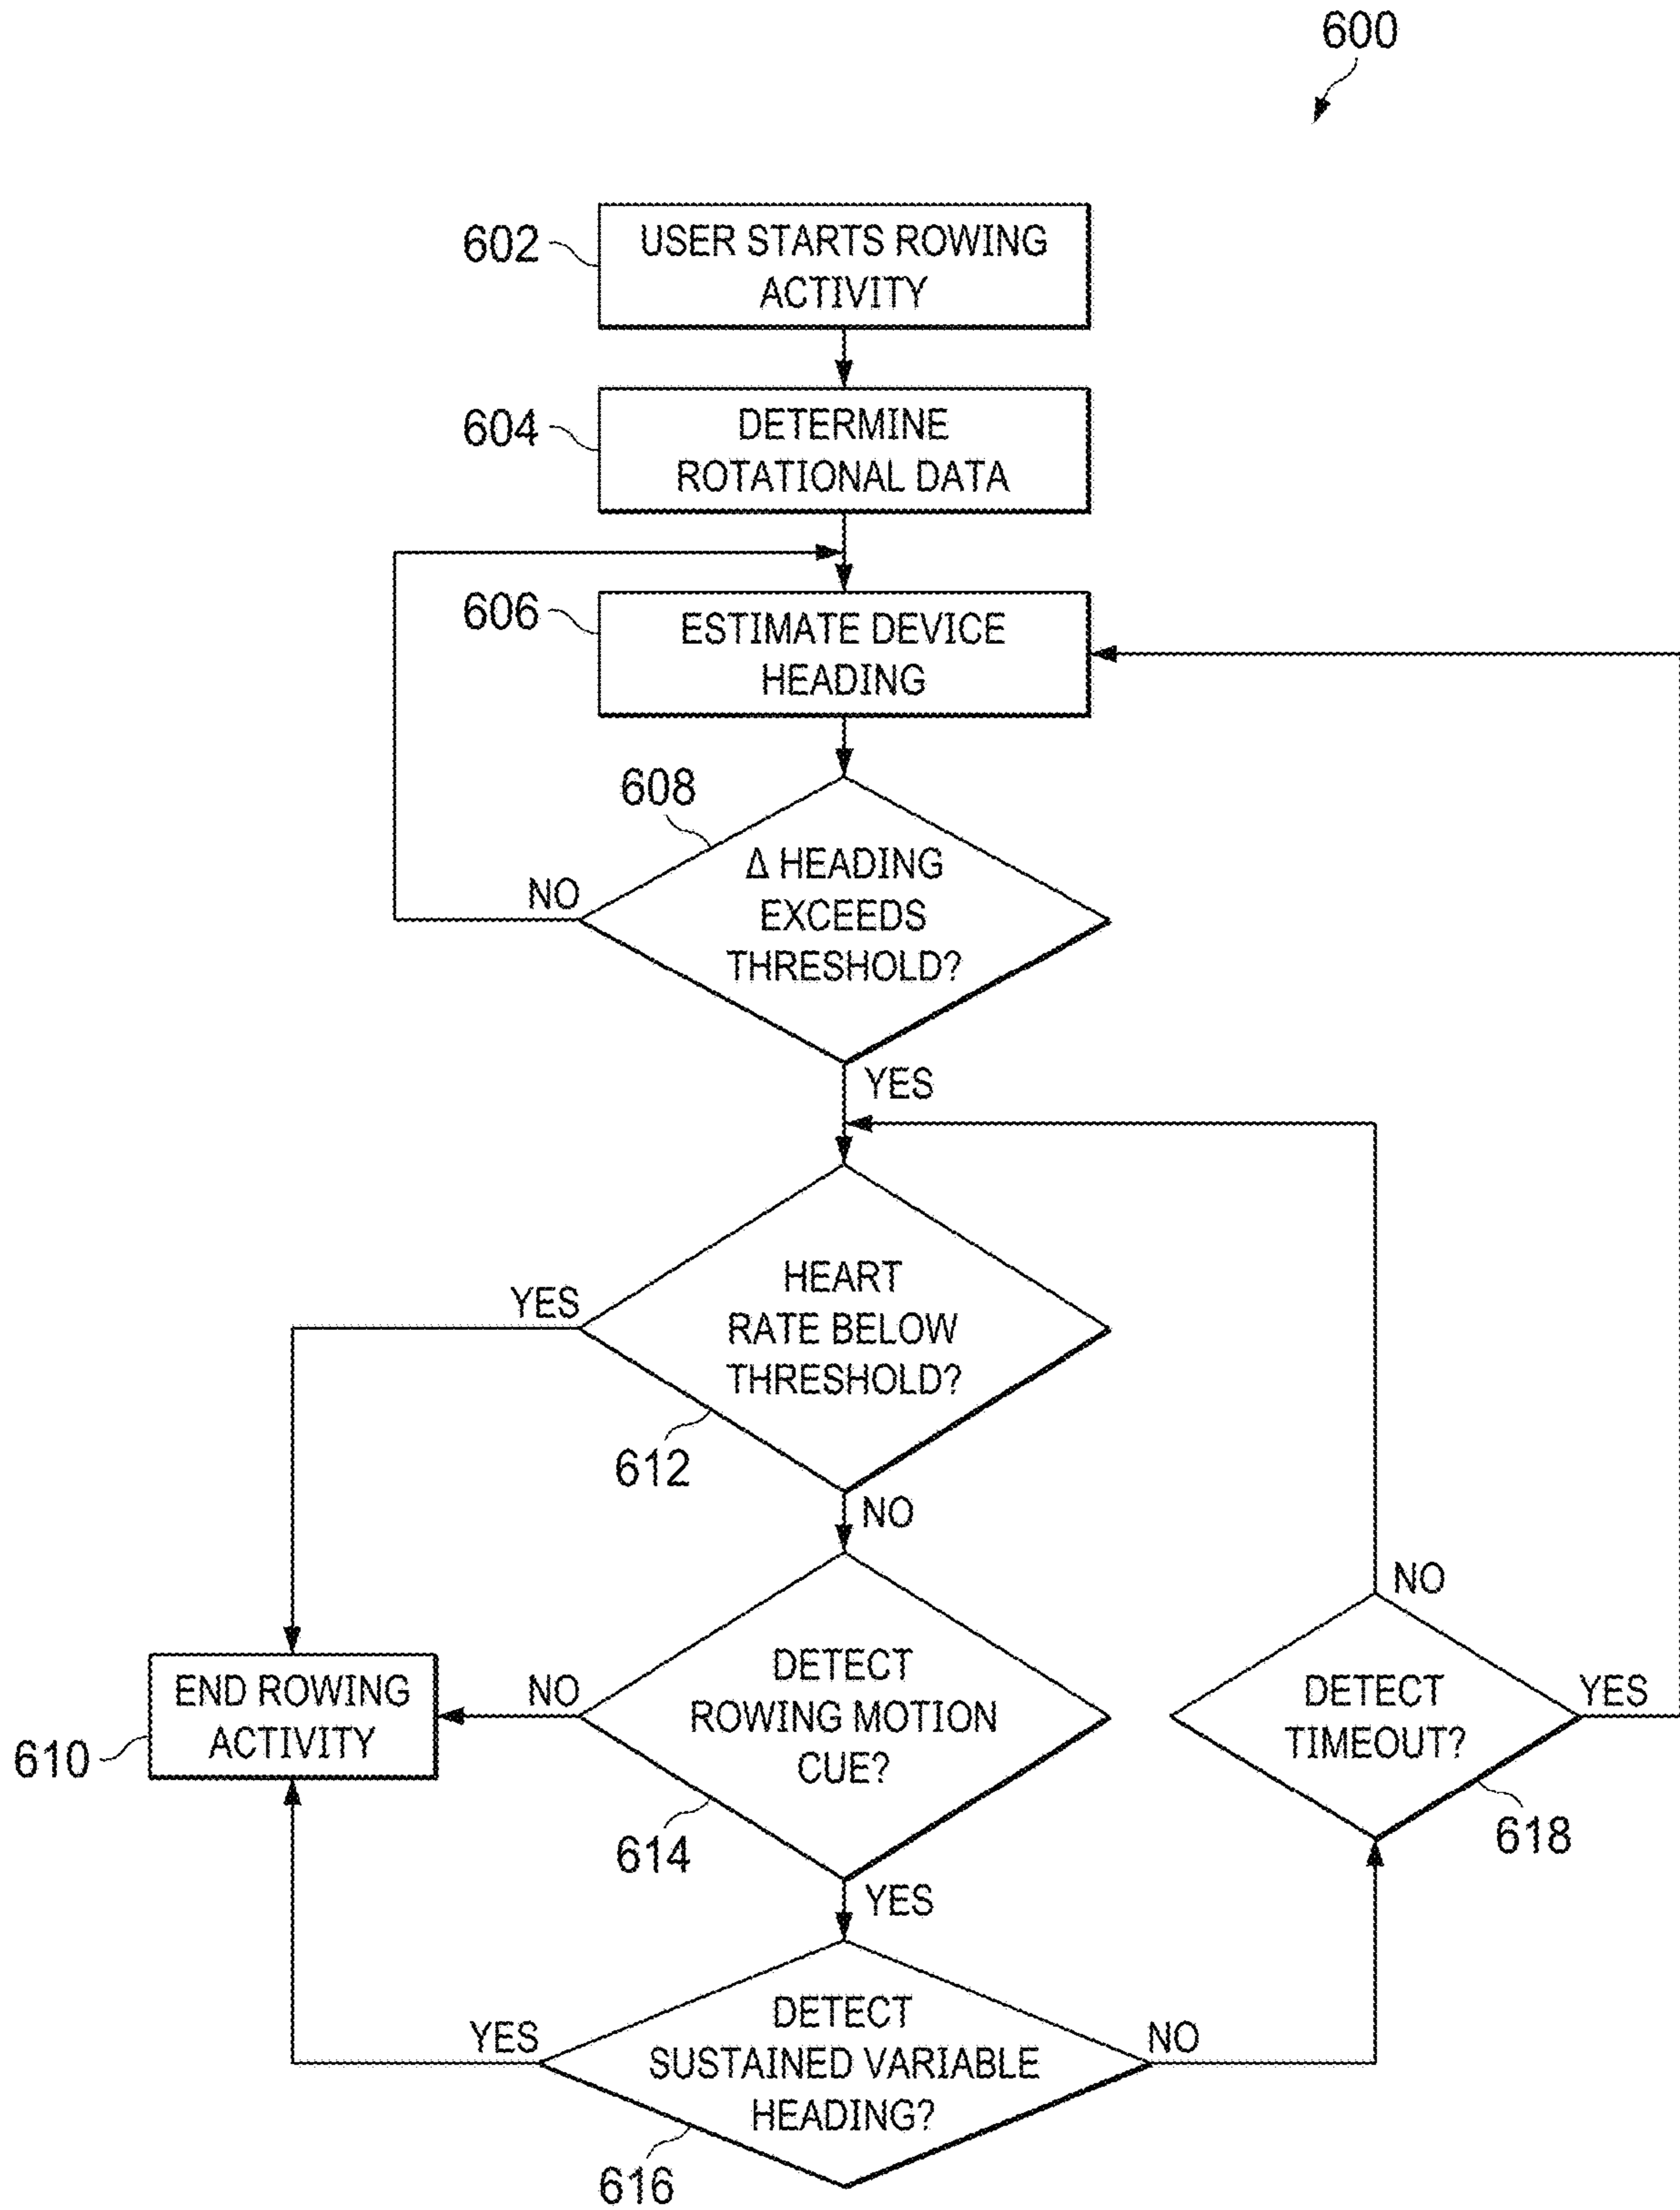 600
602
USER STARTS ROWING
ACTIVITY
604
DETERMINE
ROTATIONAL DATA
606
ESTIMATE DEVICE
HEADING
608
Δ HEADING
EXCEEDS
THRESHOLD?
NO
YES
HEART
RATE BELOW
THRESHOLD?
YES
612
NO
DETECT
ROWING MOTION
CUE?
NO
614
YES
END ROWING
ACTIVITY
610
DETECT
TIMEOUT?
NO
YES
618
DETECT
SUSTAINED VARIABLE
HEADING?
YES
NO
616